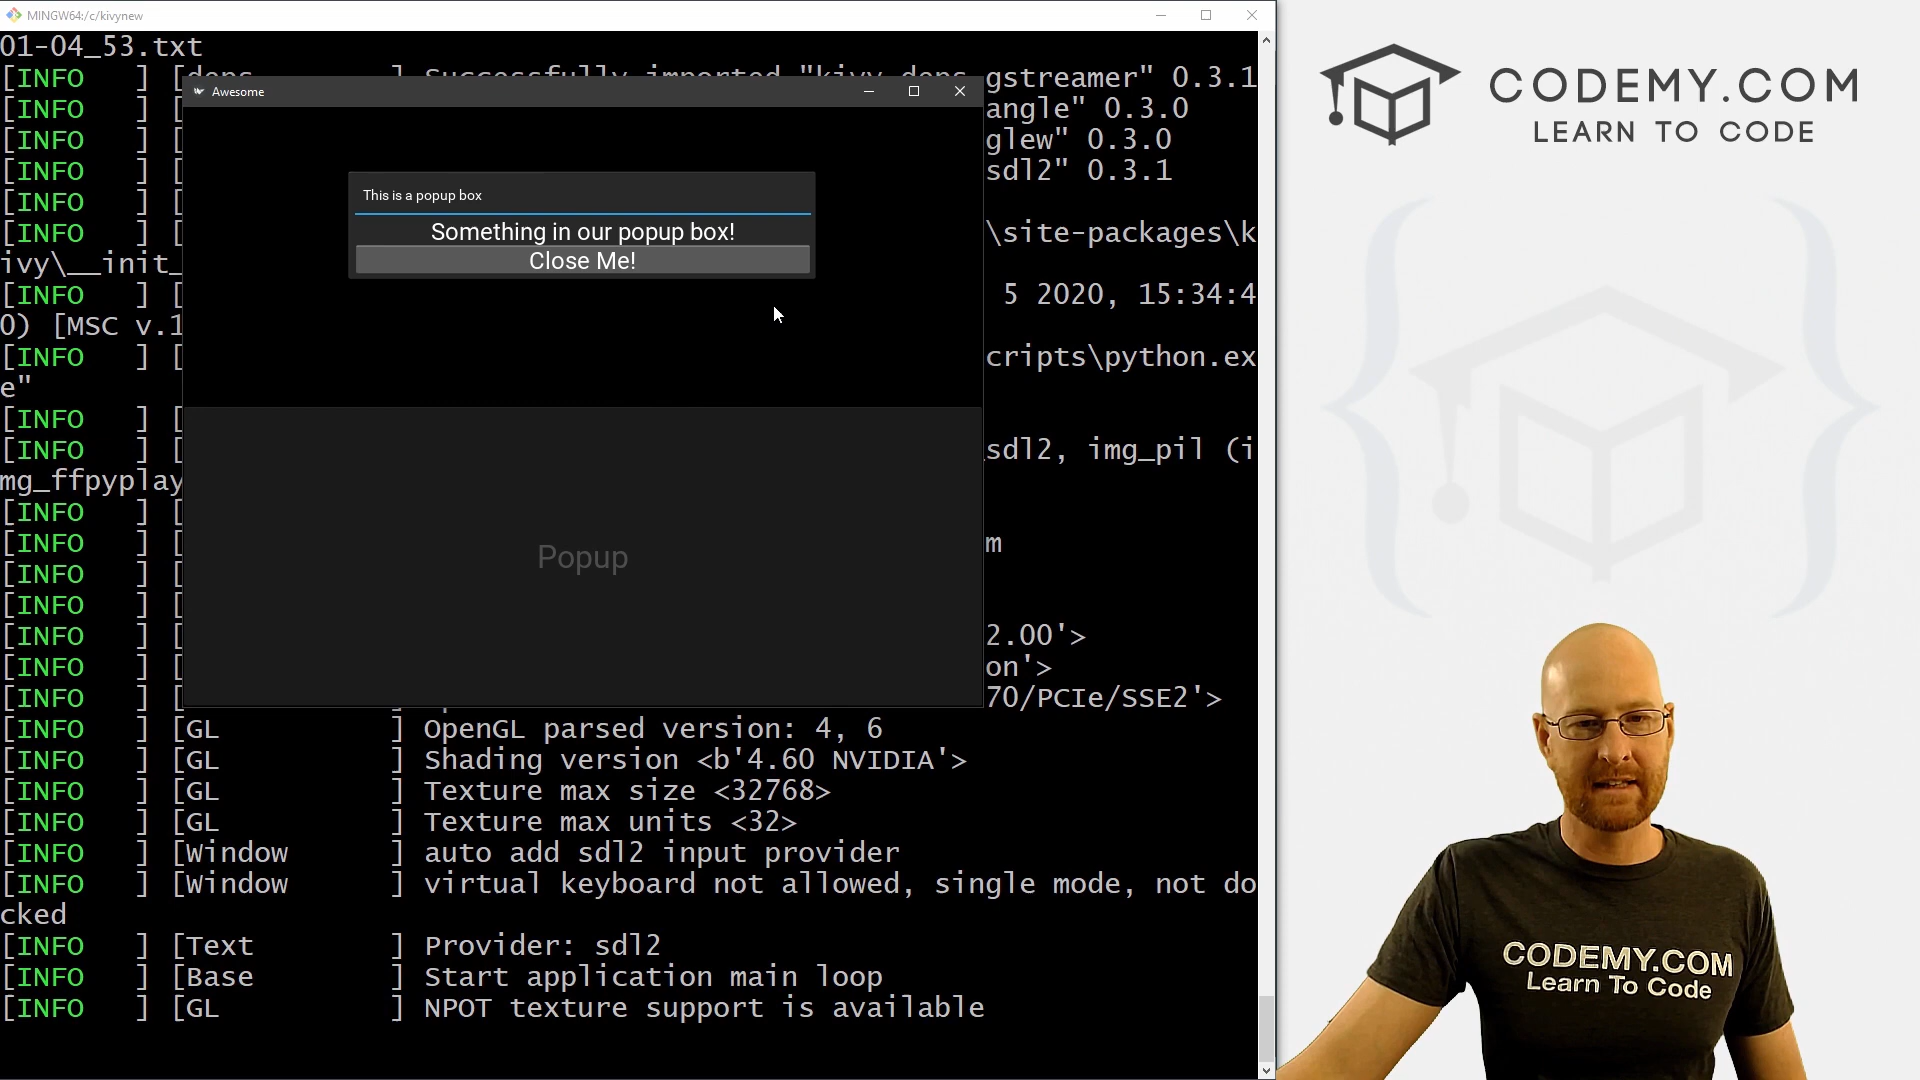 MINGW64:/c/kivynew
01-04_53.txt
[INFO ] [deps ] Successfully imported "kivy_deps.gstreamer" 0.3.1
Awesome
[INFO ] [ angle" 0.3.0
[INFO ] [ glew" 0.3.0
[INFO ] [ sdl2" 0.3.1
This is a popup box
[INFO ] [
Something in our popup box!
[INFO ] [ \site-packages\k
Close Me!
ivy\__init_
[INFO ] [ 5 2020, 15:34:4
0) [MSC v.1
[INFO ] [ cripts\python.ex
e"
[INFO ] [
[INFO ] [ _sdl2, img_pil (i
mg_ffpyplay
[INFO ] [
[INFO ] [ m
Popup
[INFO ] [
[INFO ] [
[INFO ] [ 2.00'>
[INFO ] [ on'>
[INFO ] [ 70/PCIe/SSE2'>
[INFO ] [GL ] OpenGL parsed version: 4, 6
[INFO ] [GL ] Shading version <b'4.60 NVIDIA'>
[INFO ] [GL ] Texture max size <32768>
[INFO ] [GL ] Texture max units <32>
[INFO ] [Window ] auto add sdl2 input provider
[INFO ] [Window ] virtual keyboard not allowed, single mode, not do
cked
[INFO ] [Text ] Provider: sdl2
[INFO ] [Base ] Start application main loop
[INFO ] [GL ] NPOT texture support is available
CODEMY.COM
LEARN TO CODE
CODEMY.COM
Learn To Code